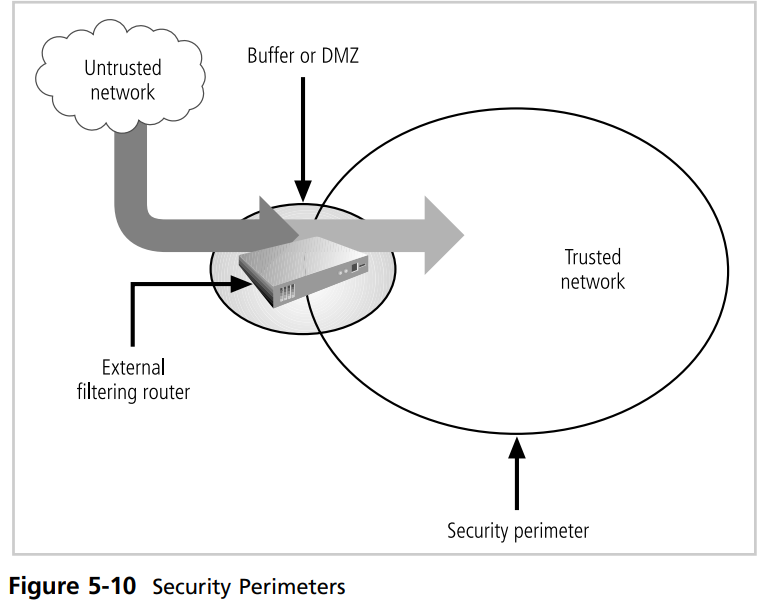 Untrusted
network
Buffer or DMZ
Trusted
network
External
filtering router
Security perimeter
Figure 5-10 Security Perimeters